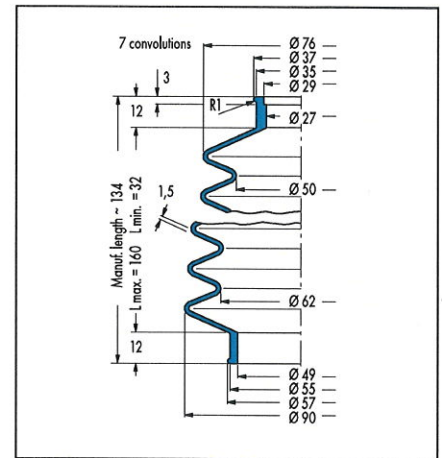 7 convolutions
Ø 76
Ø 37
Ø 35
Ø 29
3
12
R1
Ø 27
Ø 50
1,5
Manuf. length ~ 134
L max. = 160 L min. = 32
Ø 62
12
Ø 49
Ø 55
Ø 57
Ø 90